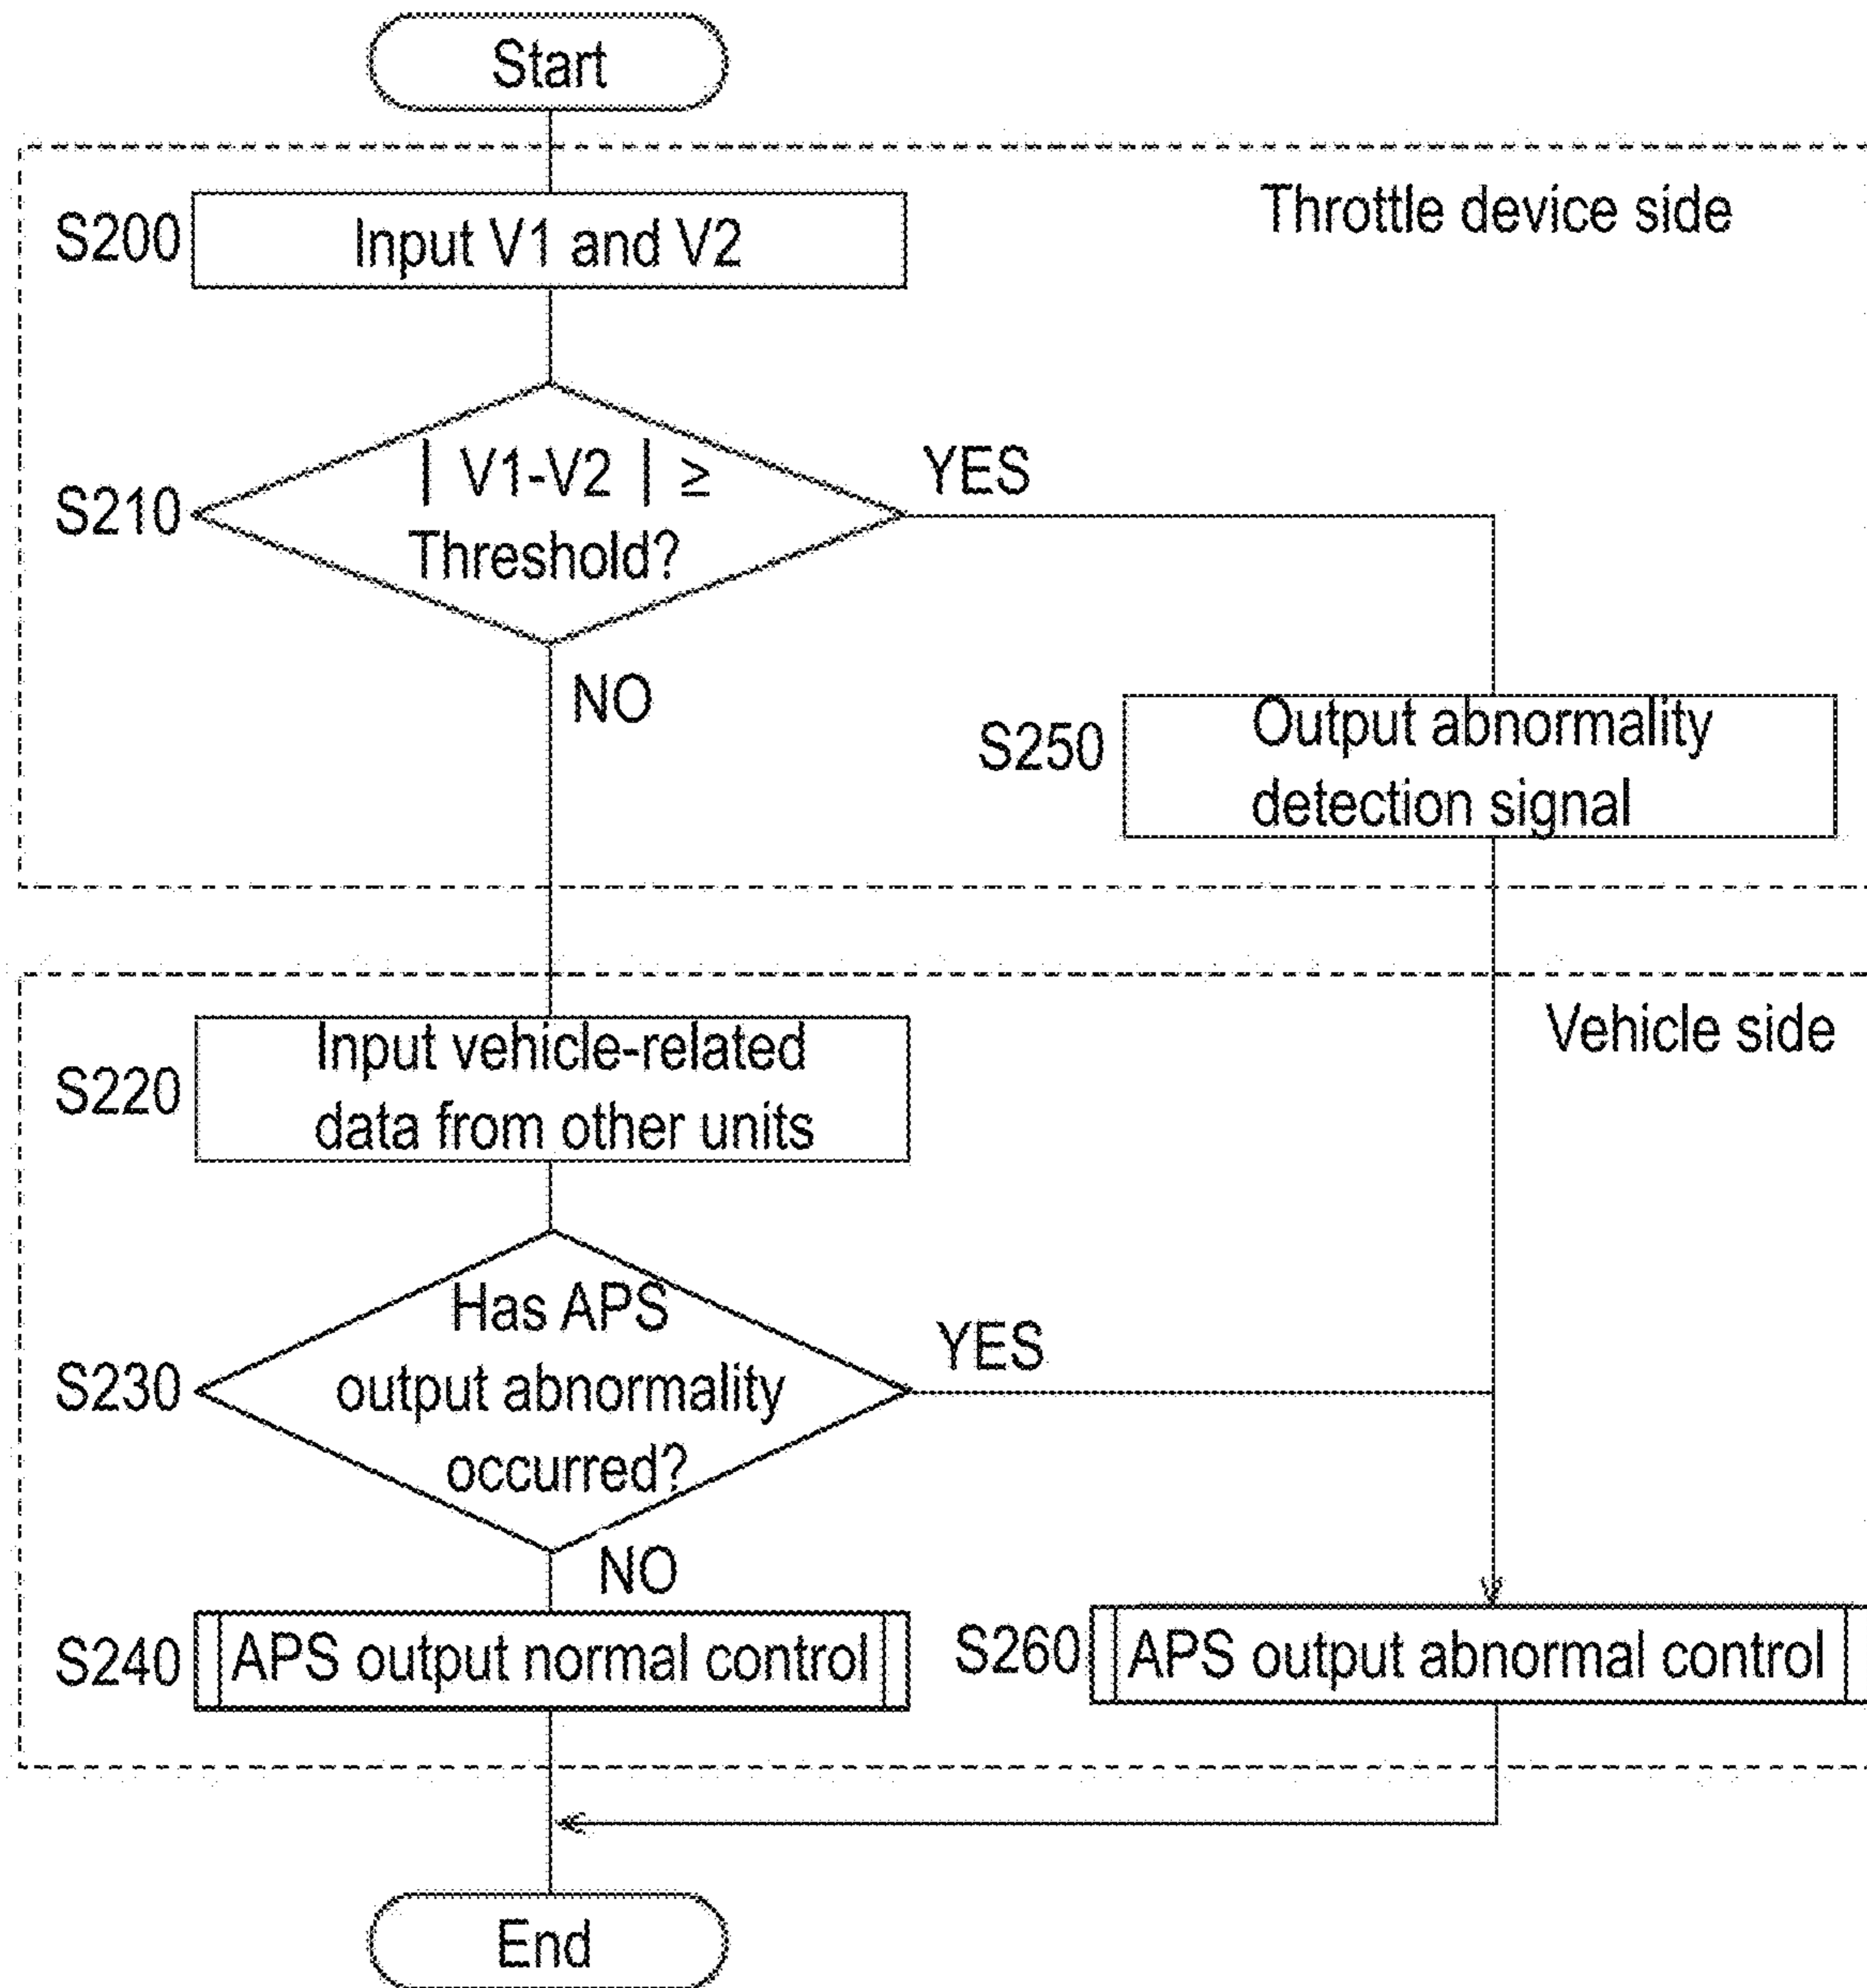 Start
Throttle device side
S200
Input V1 and V2
S210
| V1-V2 | ≥
Threshold?
YES
NO
S250
Output abnormality
detection signal
Vehicle side
S220
Input vehicle-related
data from other units
S230
Has APS
output abnormality
occurred?
YES
NO
S240
APS output normal control
S260
APS output abnormal control
End